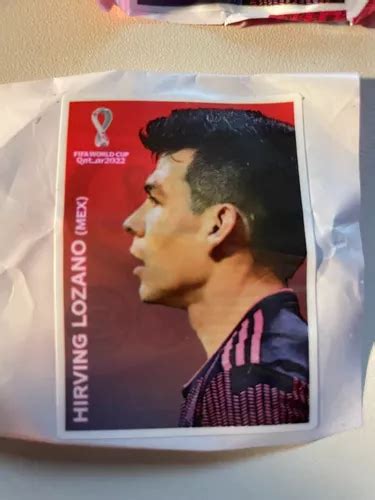 FIFA WORLD CUP
Qatar2022
HIRVING LOZANO (MEX)